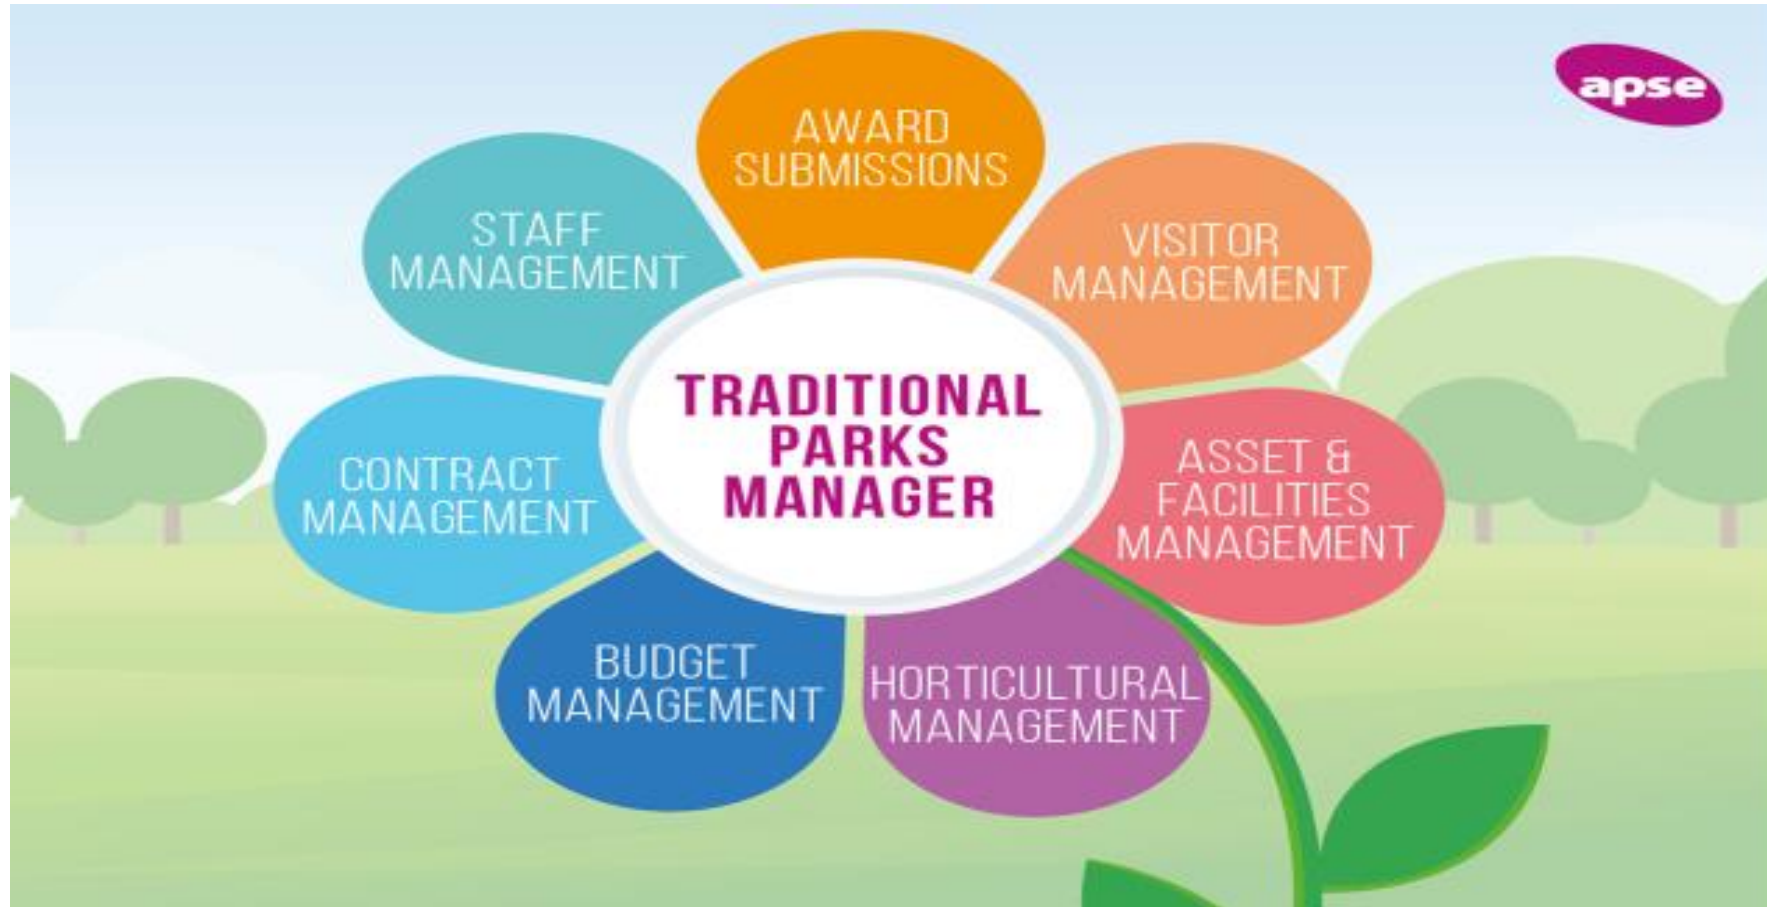 apse
AWARD
SUBMISSIONS
STAFF
MANAGEMENT
VISITOR
MANAGEMENT
TRADITIONAL
PARKS
MANAGER
CONTRACT
MANAGEMENT
ASSET &
FACILITIES
MANAGEMENT
BUDGET
MANAGEMENT
HORTICULTURAL
MANAGEMENT